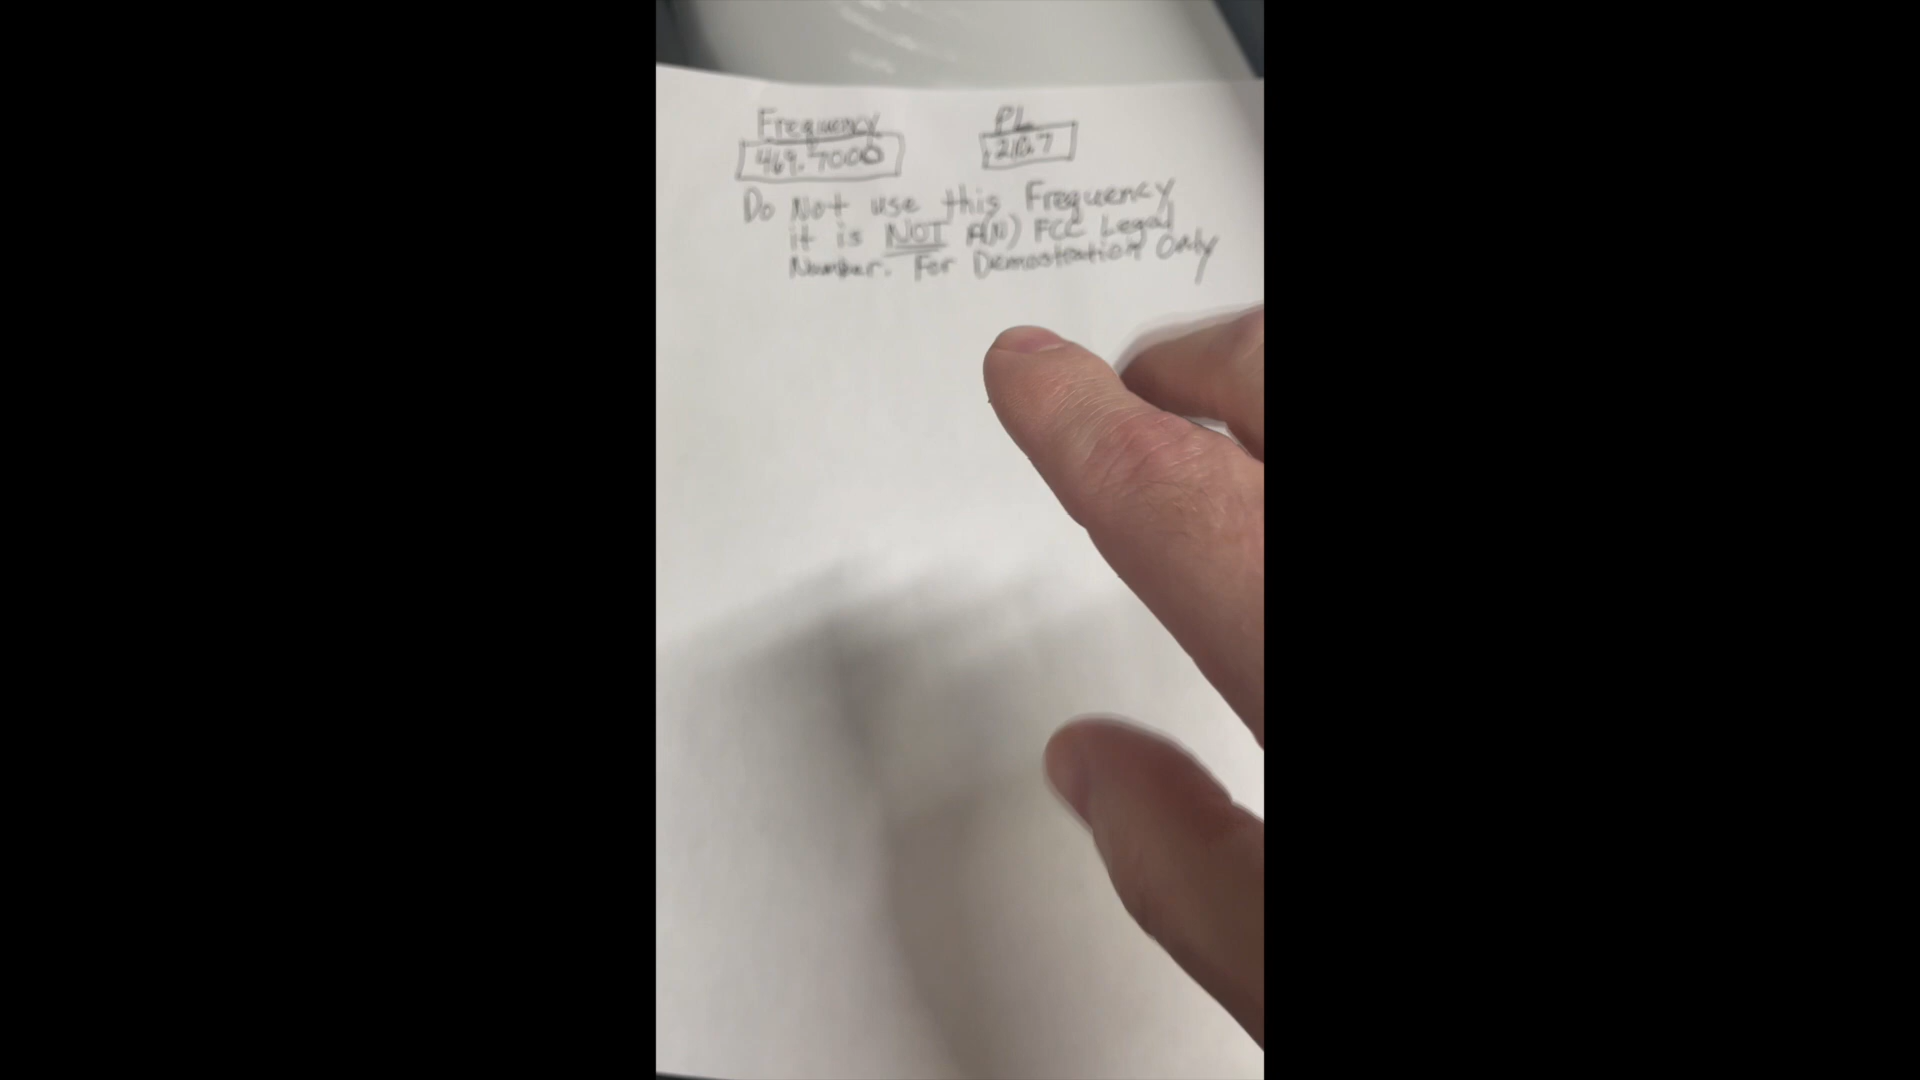 Frequency PL
469.7000 210.7
Do Not use this Frequency
it is NOT A(N) FCC Legal
Number. For Demostration Only